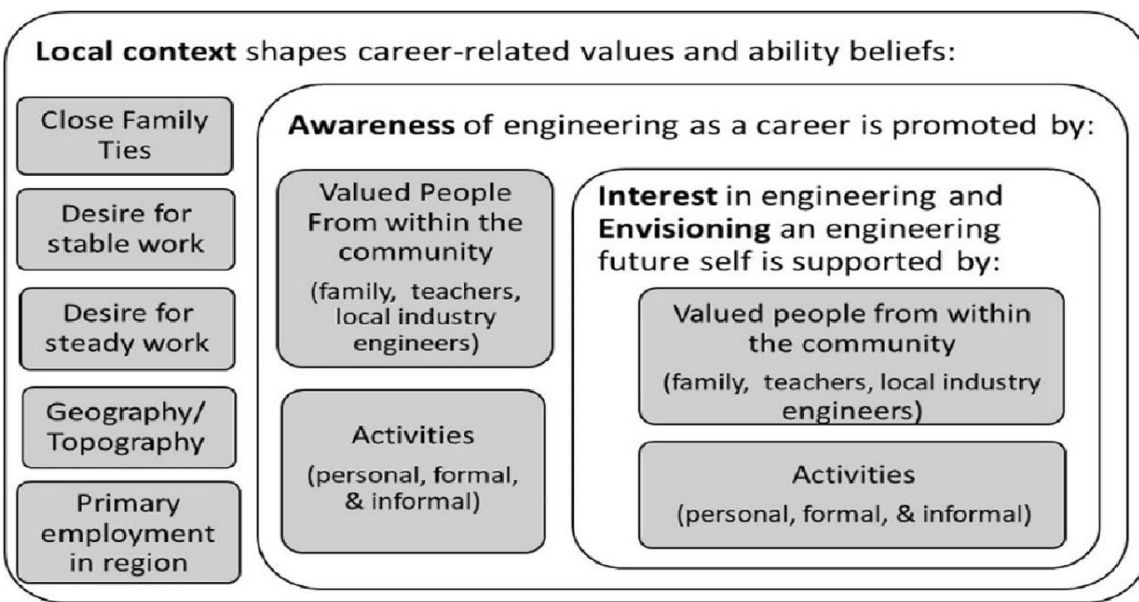 Local context shapes career-related values and ability beliefs:
Close Family
Ties
Desire for
stable work
Desire for
steady work
Geography/
Topography
Primary
employment
in region
Awareness of engineering as a career is promoted by:
Valued People
From within the
community
(family, teachers,
local industry
engineers)
Activities
(personal, formal,
& informal)
Interest in engineering and
Envisioning an engineering
future self is supported by:
Valued people from within
the community
(family, teachers, local industry
engineers)
Activities
(personal, formal, & informal)